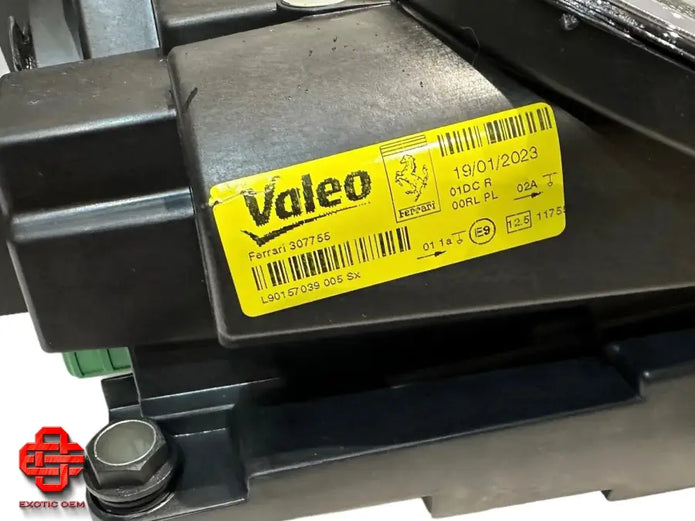 Valeo
Ferrari
19/01/2023
01DC R
00RL PL
02A
Ferrari 307755
01 1a
E9
12.5
L90157039 005 SX
EXOTIC OEM